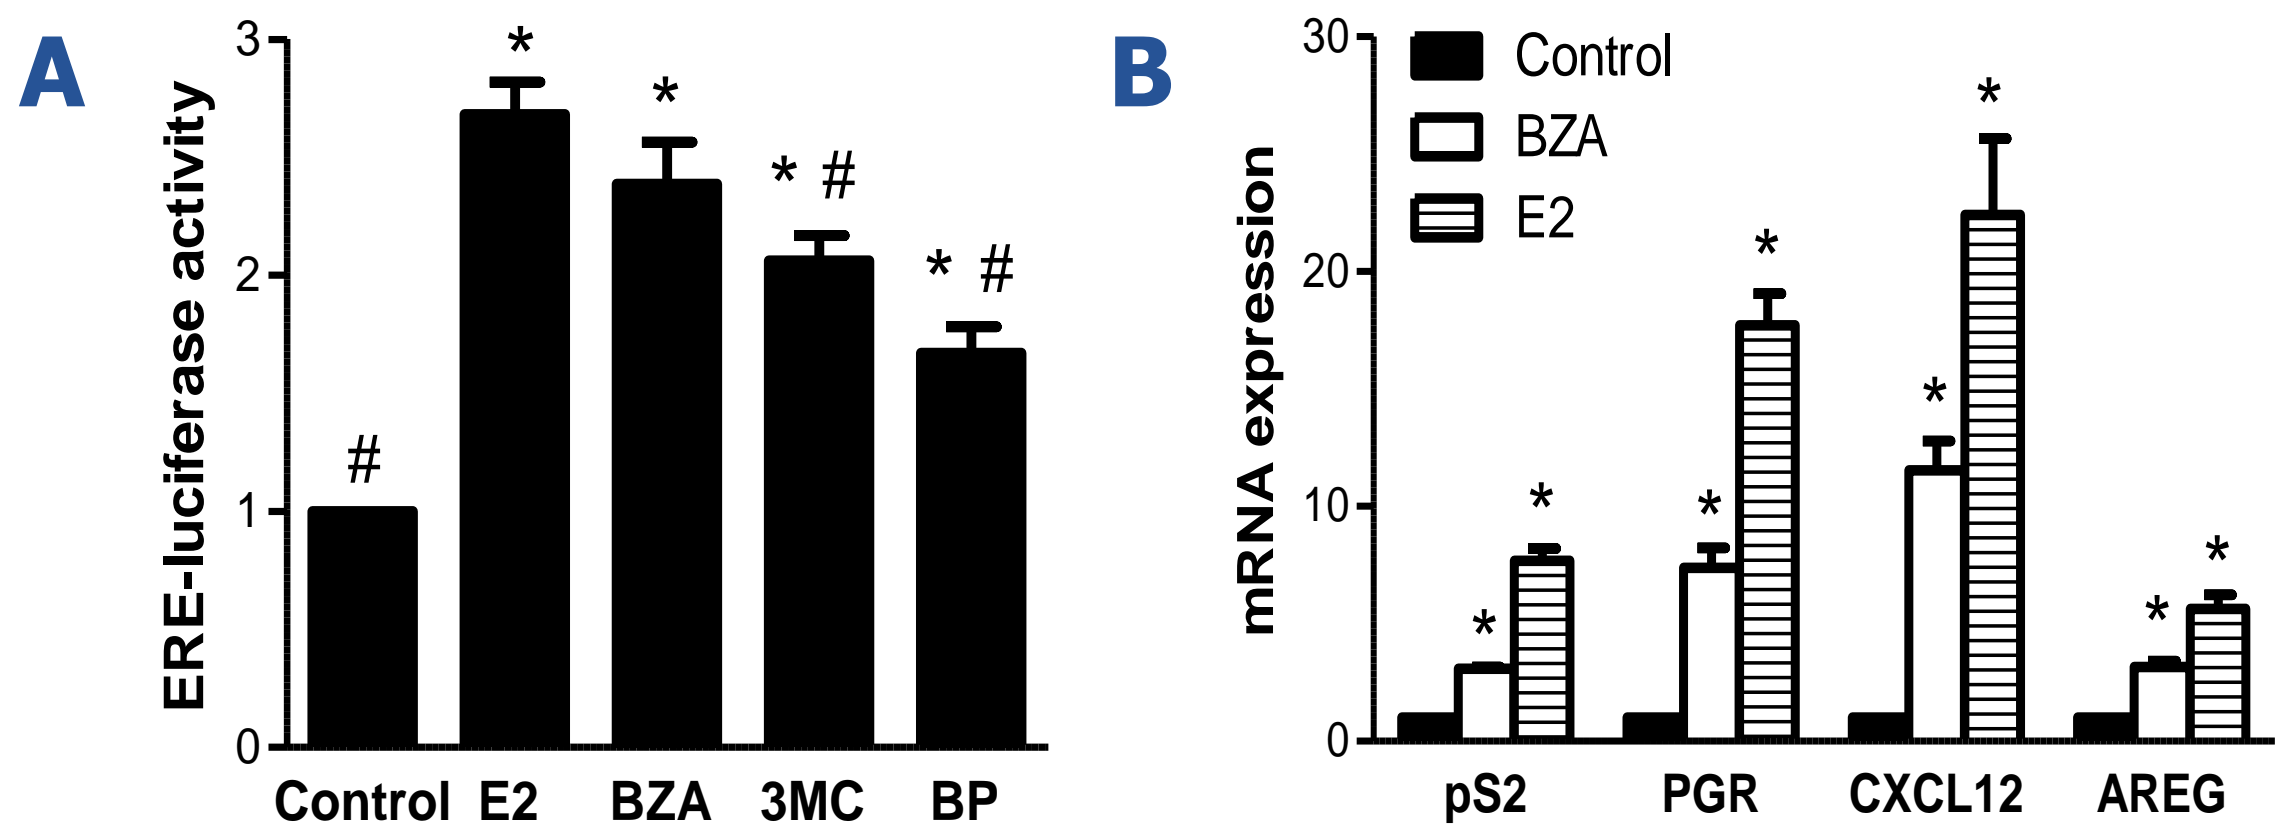 A
ERE-luciferase activity
3
2
1
0
*
*
* #
* #
#
Control E2 BZA 3MC BP
B
mRNA expression
30
20
10
0
Control
BZA
E2
*
*
*
*
*
*
*
*
pS2 PGR CXCL12 AREG